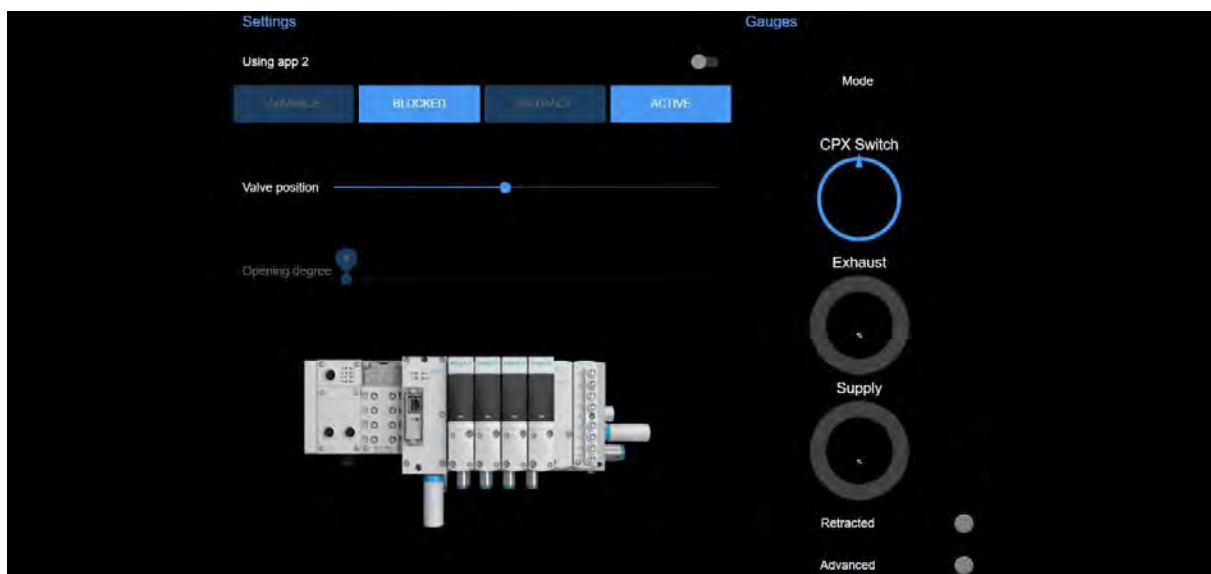 Settings
Gauges
Using app 2
Mode
BLOCKED
ACTIVE
CPX Switch
Valve position
Exhaust
Opening degree
Supply
Retracted
Advanced